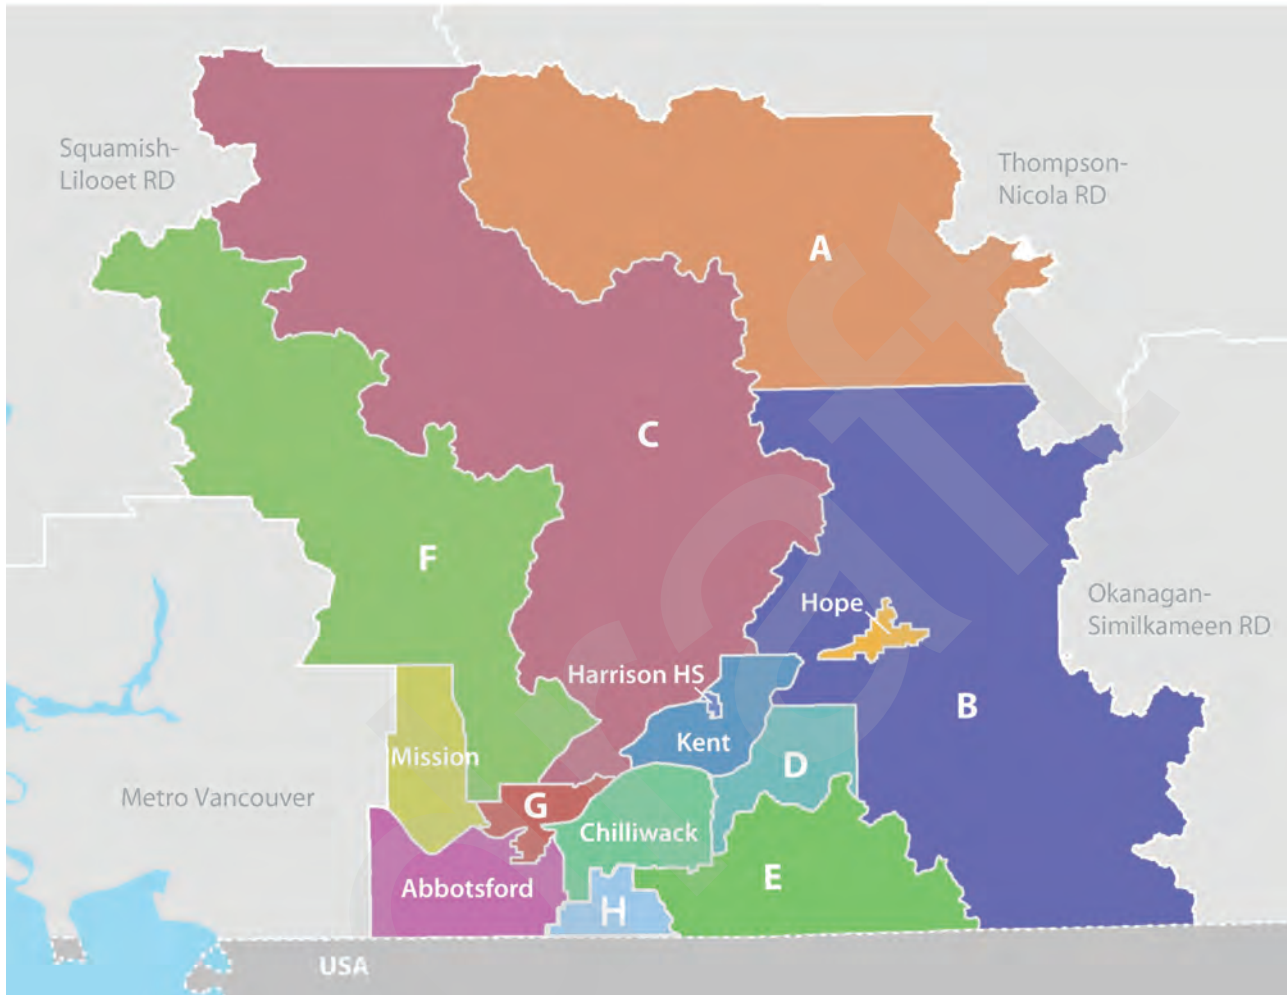 Squamish-
Lilooet RD
Thompson-
Nicola RD
A
C
F
Hope
Okanagan-
Similkameen RD
Harrison HS
B
Kent
Mission
D
Metro Vancouver
G
Chilliwack
E
Abbotsford
H
USA
Draft